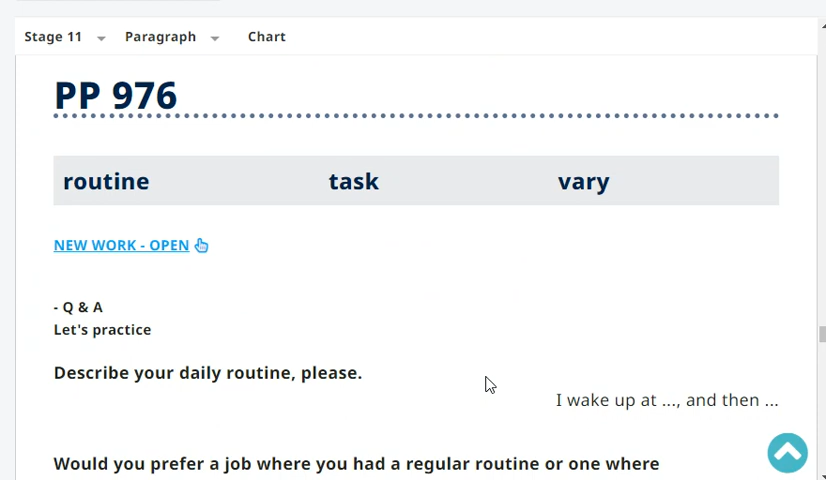 Stage 11 Paragraph Chart
PP 976
routine task vary
NEW WORK - OPEN
- Q & A
Let's practice
Describe your daily routine, please.
I wake up at ..., and then ...
Would you prefer a job where you had a regular routine or one where